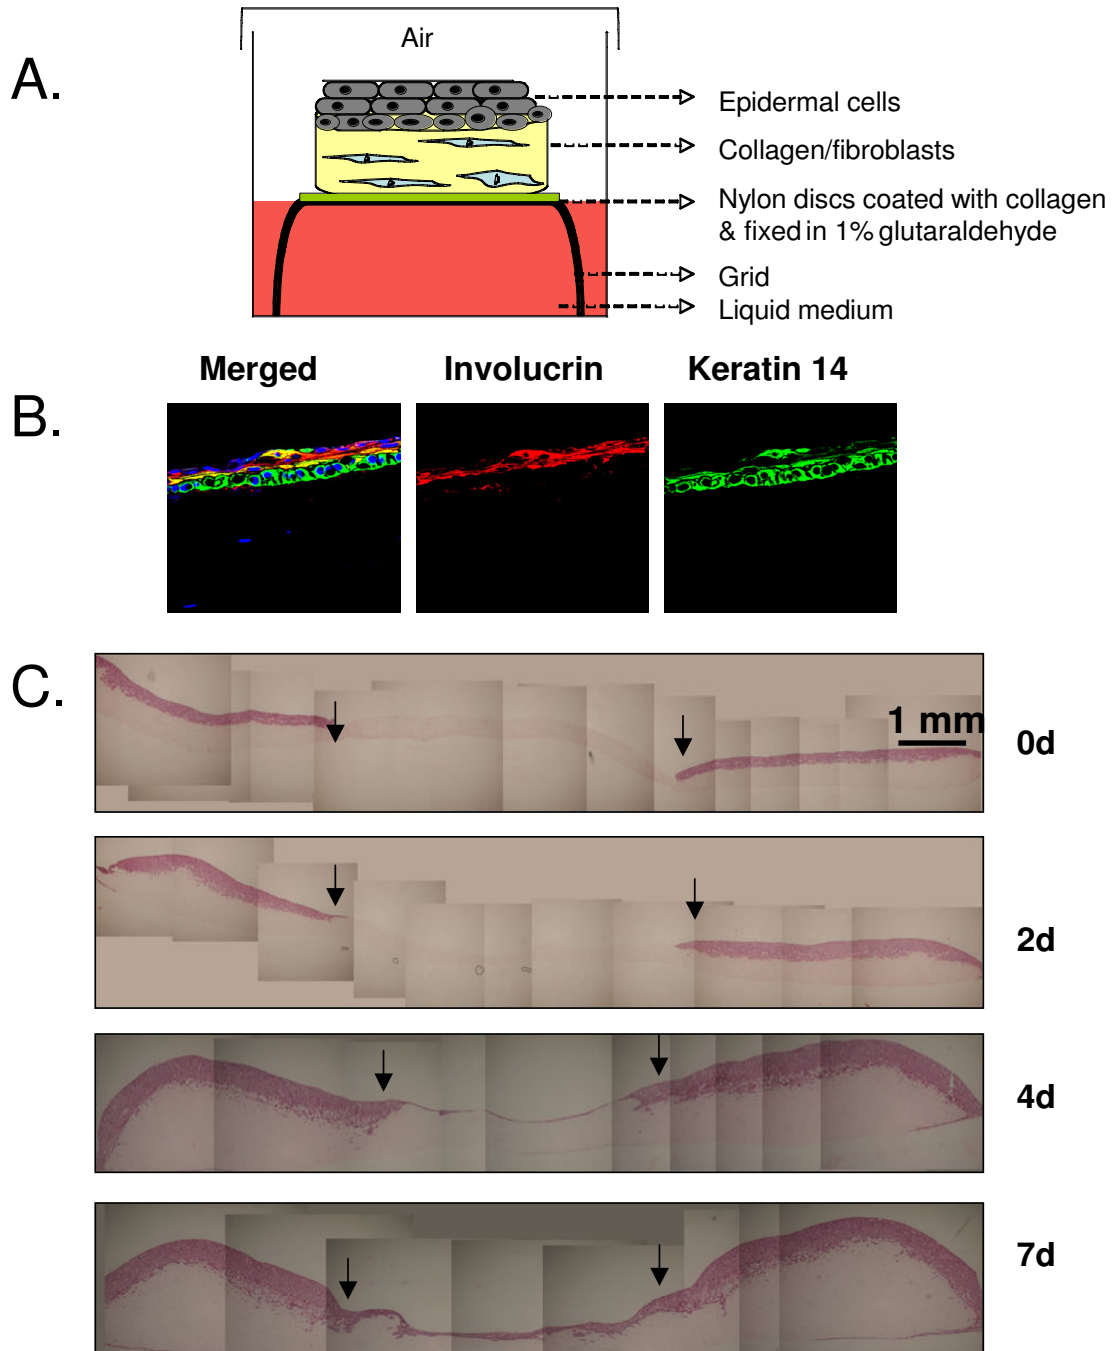 A.
Air
Epidermal cells
Collagen/fibroblasts
Nylon discs coated with collagen
& fixed in 1% glutaraldehyde
Grid
Liquid medium
B.
Merged
Involucrin
Keratin 14
C.
1 mm
0d
2d
4d
7d